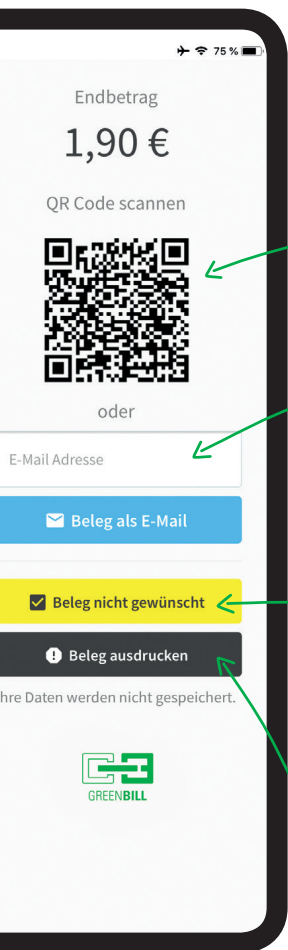 75 %
Endbetrag
1,90 €
QR Code scannen
oder
E-Mail Adresse
Beleg als E-Mail
Beleg nicht gewünscht
Beleg ausdrucken
hre Daten werden nicht gespeichert.
GREENBILL